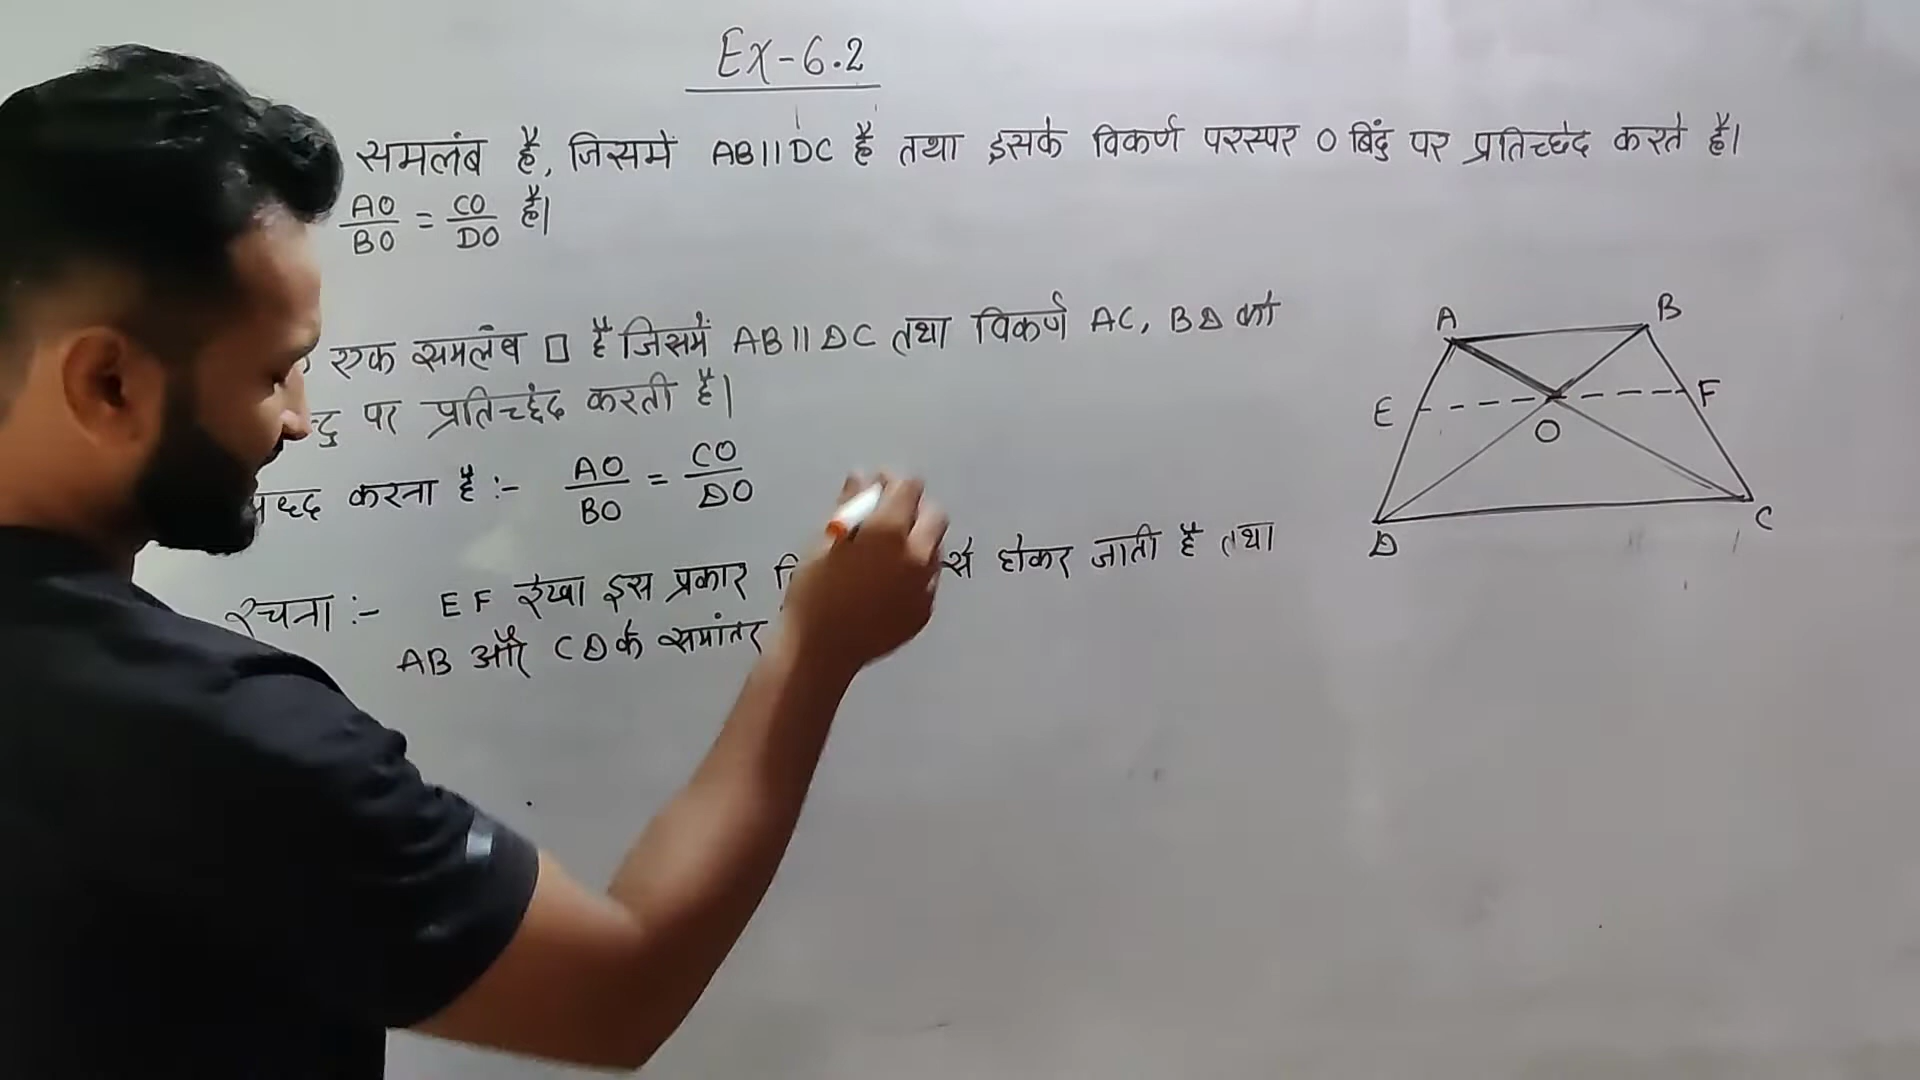 Ex-6.2
समलंब है, जिसमें AB||DC है तथा इसके विकर्ण परस्पर O बिंदु पर प्रतिच्छेद करते हैं।
AO/BO = CO/DO है।
एक समलंब □ है जिसमें AB||DC तथा विकर्ण AC, BD को
पर प्रतिच्छेद करती है।
करना है :- AO/BO = CO/DO
रचना :- EF रेखा इस प्रकार से होकर जाती है तथा
AB और CD के समांतर
A
B
E
F
O
D
C